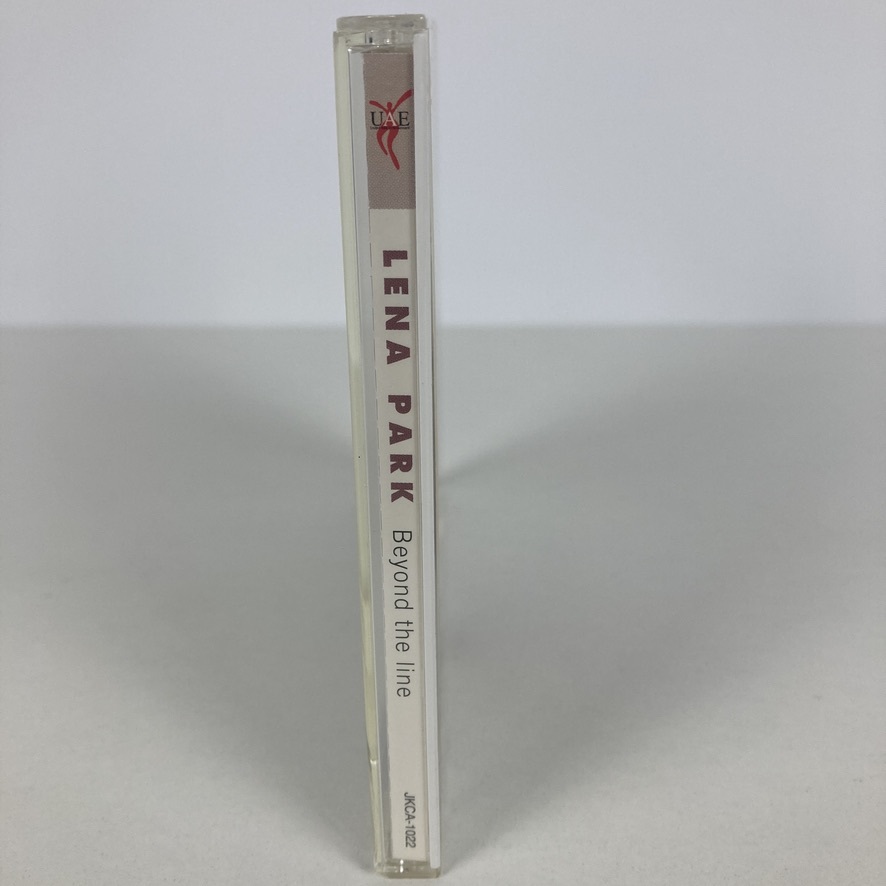 UAE
LENA PARK Beyond the line
JKCA-1022